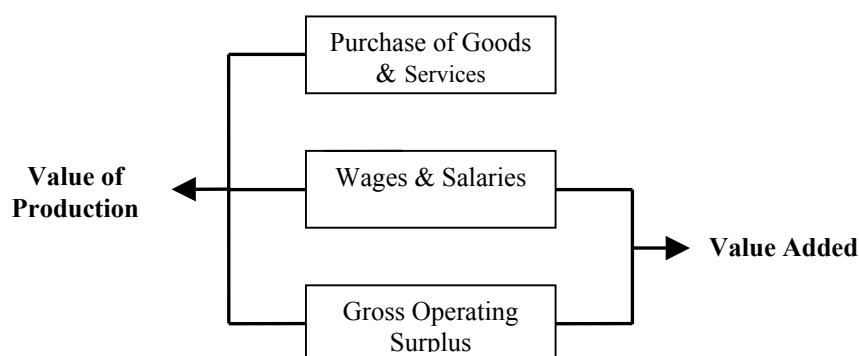 Purchase of Goods
& Services
Value of
Production
Wages & Salaries
Value Added
Gross Operating
Surplus